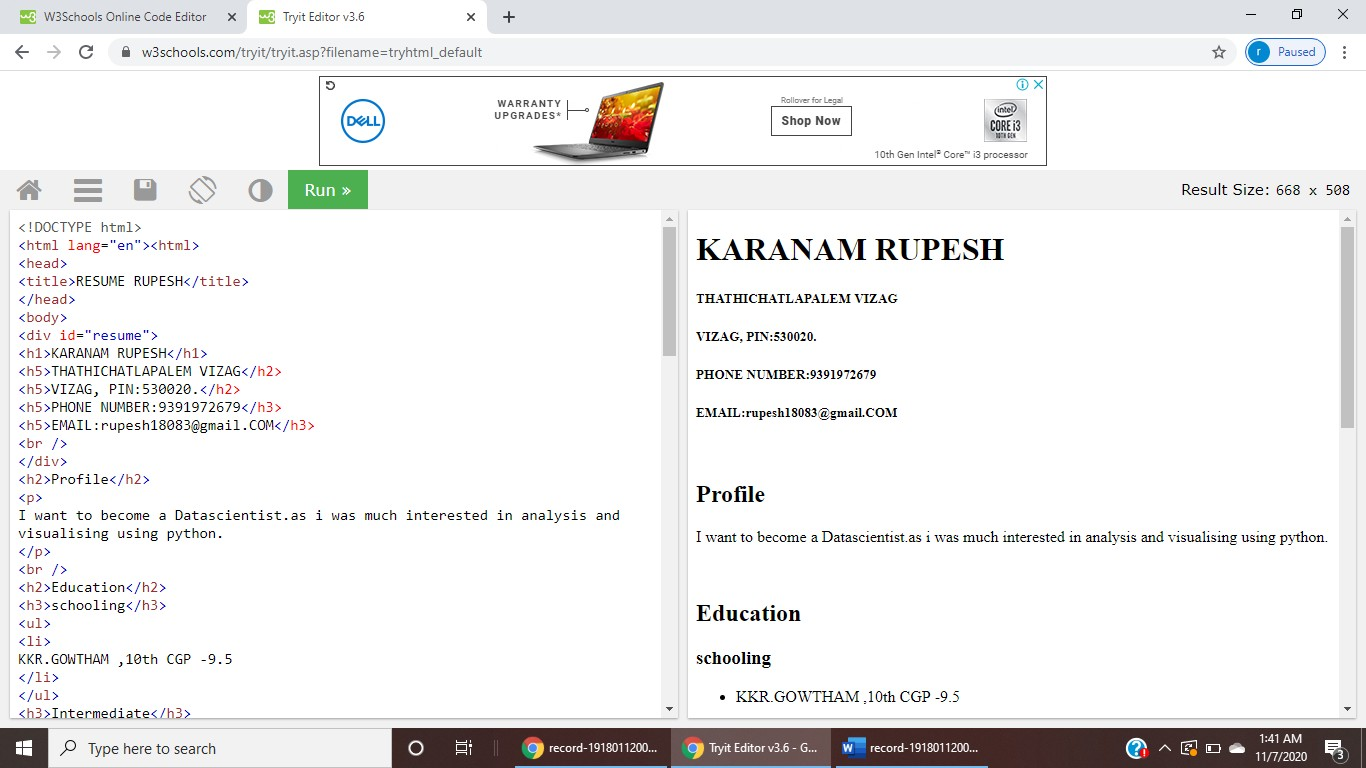 W3Schools Online Code Editor
Tryit Editor v3.6
w3schools.com/tryit/tryit.asp?filename=tryhtml_default
r Paused
DELL
WARRANTY
UPGRADES*
Rollover for Legal
Shop Now
intel
CORE i3
10TH GEN
10th Gen Intel® Core™ i3 processor
Run »
Result Size: 668 x 508
<!DOCTYPE html>
<html lang="en"><html>
<head>
<title>RESUME RUPESH</title>
</head>
<body>
<div id="resume">
<h1>KARANAM RUPESH</h1>
<h5>THATHICHATLAPALEM VIZAG</h2>
<h5>VIZAG, PIN:530020.</h2>
<h5>PHONE NUMBER:9391972679</h3>
<h5>EMAIL:rupesh18083@gmail.COM</h3>
<br />
</div>
<h2>Profile</h2>
<p>
I want to become a Datascientist.as i was much interested in analysis and
visualising using python.
</p>
<br />
<h2>Education</h2>
<h3>schooling</h3>
<ul>
<li>
KKR.GOWTHAM ,10th CGP -9.5
</li>
</ul>
<h3>Intermediate</h3>
KARANAM RUPESH
THATHICHATLAPALEM VIZAG
VIZAG, PIN:530020.
PHONE NUMBER:9391972679
EMAIL:rupesh18083@gmail.COM
Profile
I want to become a Datascientist.as i was much interested in analysis and visualising using python.
Education
schooling
• KKR.GOWTHAM ,10th CGP -9.5
Type here to search
record-1918011200...
Tryit Editor v3.6 - G...
record-1918011200...
1:41 AM
11/7/2020
3